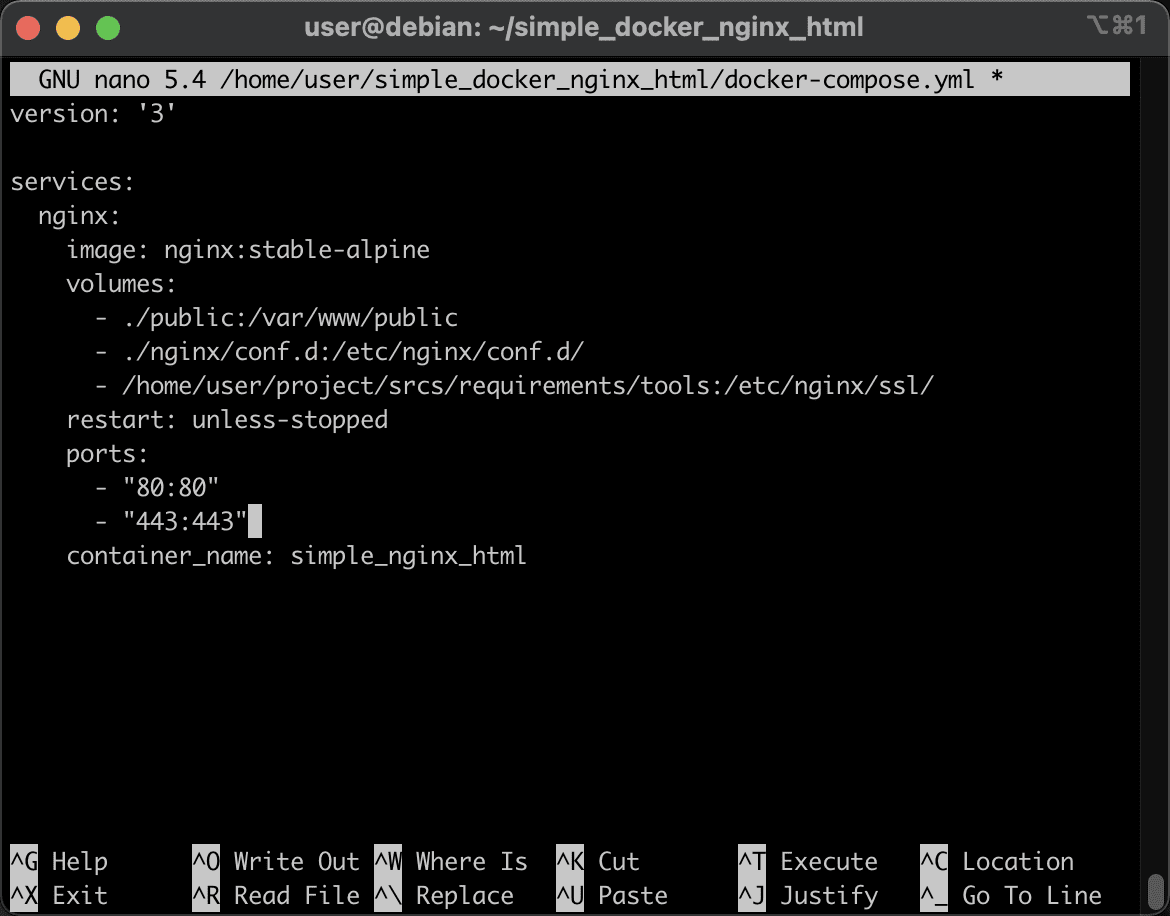 user@debian: ~/simple_docker_nginx_html ⌥⌘1
GNU nano 5.4 /home/user/simple_docker_nginx_html/docker-compose.yml *
version: '3'
services:
  nginx:
    image: nginx:stable-alpine
    volumes:
      - ./public:/var/www/public
      - ./nginx/conf.d:/etc/nginx/conf.d/
      - /home/user/project/srcs/requirements/tools:/etc/nginx/ssl/
    restart: unless-stopped
    ports:
      - "80:80"
      - "443:443"
    container_name: simple_nginx_html
^G Help ^O Write Out ^W Where Is ^K Cut ^T Execute ^C Location
^X Exit ^R Read File ^\ Replace ^U Paste ^J Justify ^_ Go To Line